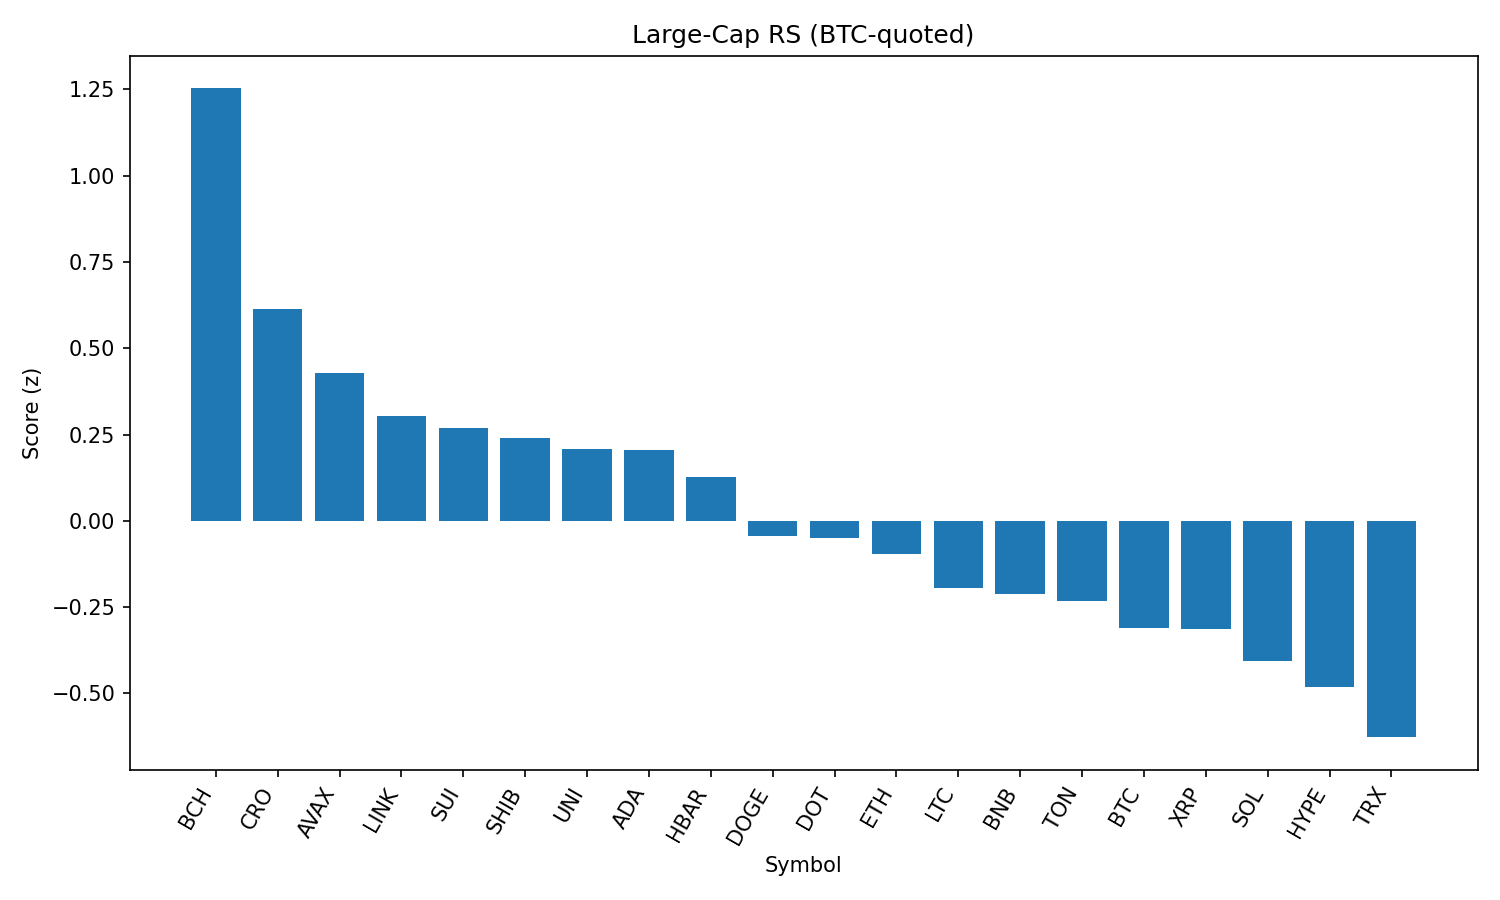 Large-Cap RS (BTC-quoted)
Score (z)
1.25
1.00
0.75
0.50
0.25
0.00
−0.25
−0.50
BCH
CRO
AVAX
LINK
SUI
SHIB
UNI
ADA
HBAR
DOGE
DOT
ETH
LTC
BNB
TON
BTC
XRP
SOL
HYPE
TRX
Symbol